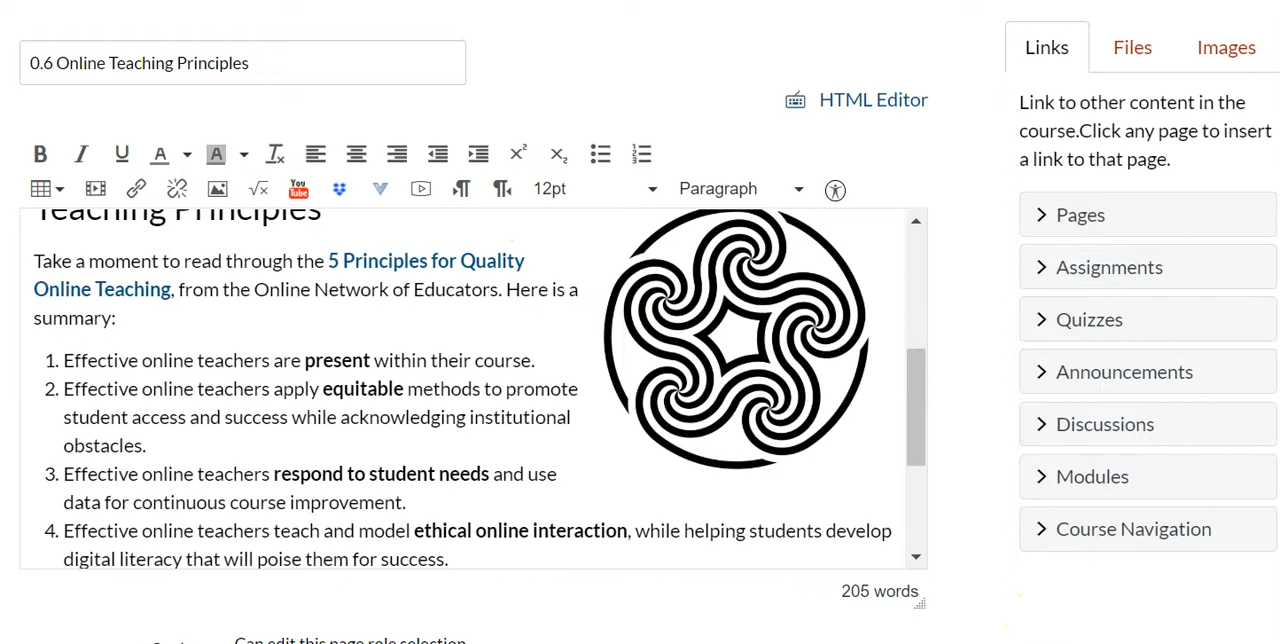 0.6 Online Teaching Principles
HTML Editor
B I U A A Tx x² x₂
√x You Tube 12pt Paragraph
Teaching Principles
Take a moment to read through the 5 Principles for Quality
Online Teaching, from the Online Network of Educators. Here is a
summary:
1. Effective online teachers are present within their course.
2. Effective online teachers apply equitable methods to promote
student access and success while acknowledging institutional
obstacles.
3. Effective online teachers respond to student needs and use
data for continuous course improvement.
4. Effective online teachers teach and model ethical online interaction, while helping students develop
digital literacy that will poise them for success.
205 words
Can edit this page role selection
Links Files Images
Link to other content in the
course.Click any page to insert
a link to that page.
Pages
Assignments
Quizzes
Announcements
Discussions
Modules
Course Navigation